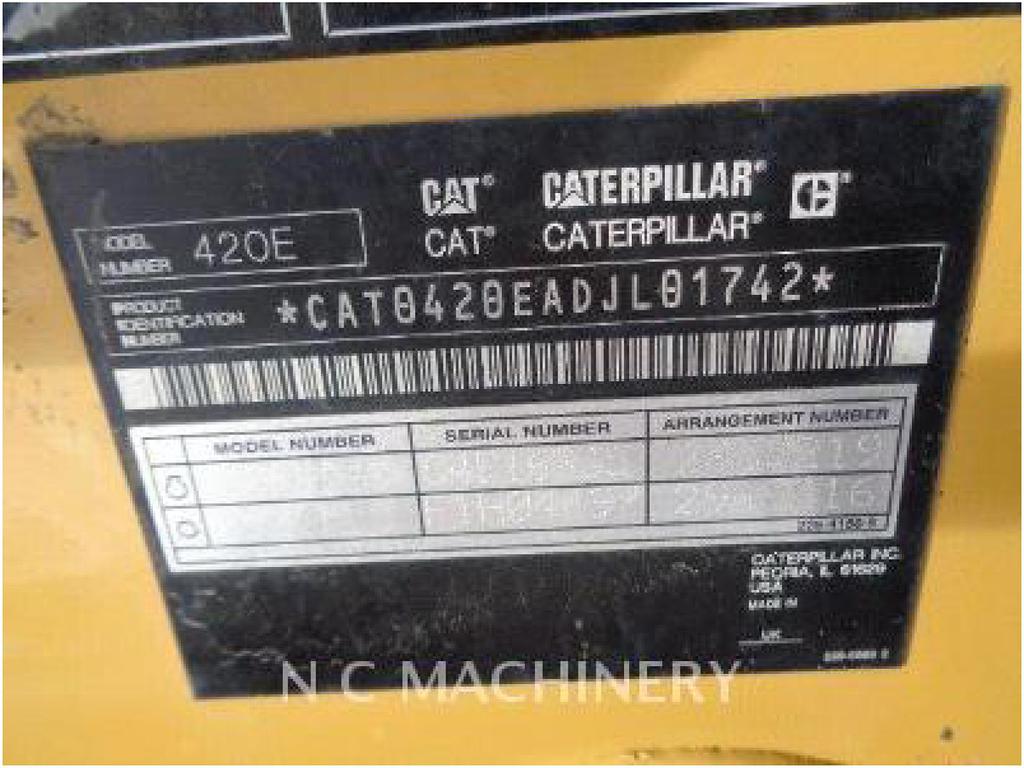 CAT® CATERPILLAR® C®
CAT® CATERPILLAR®
MODEL NUMBER 420E
PRODUCT IDENTIFICATION NUMBER *CAT0420EADJL01742*
MODEL NUMBER SERIAL NUMBER ARRANGEMENT NUMBER
CATERPILLAR INC.
PEORIA, IL 61629
USA
MADE IN
UK
N C MACHINERY